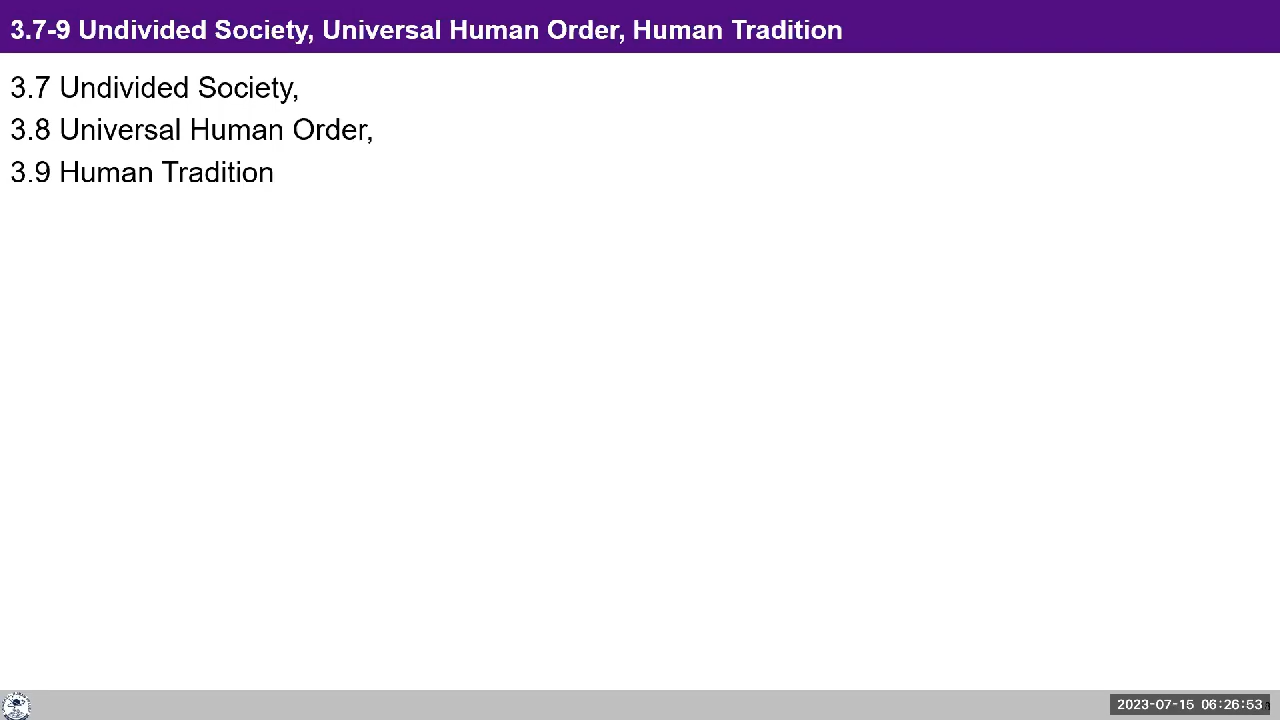 3.7-9 Undivided Society, Universal Human Order, Human Tradition
3.7 Undivided Society,
3.8 Universal Human Order,
3.9 Human Tradition
2023-07-15 06:26:53